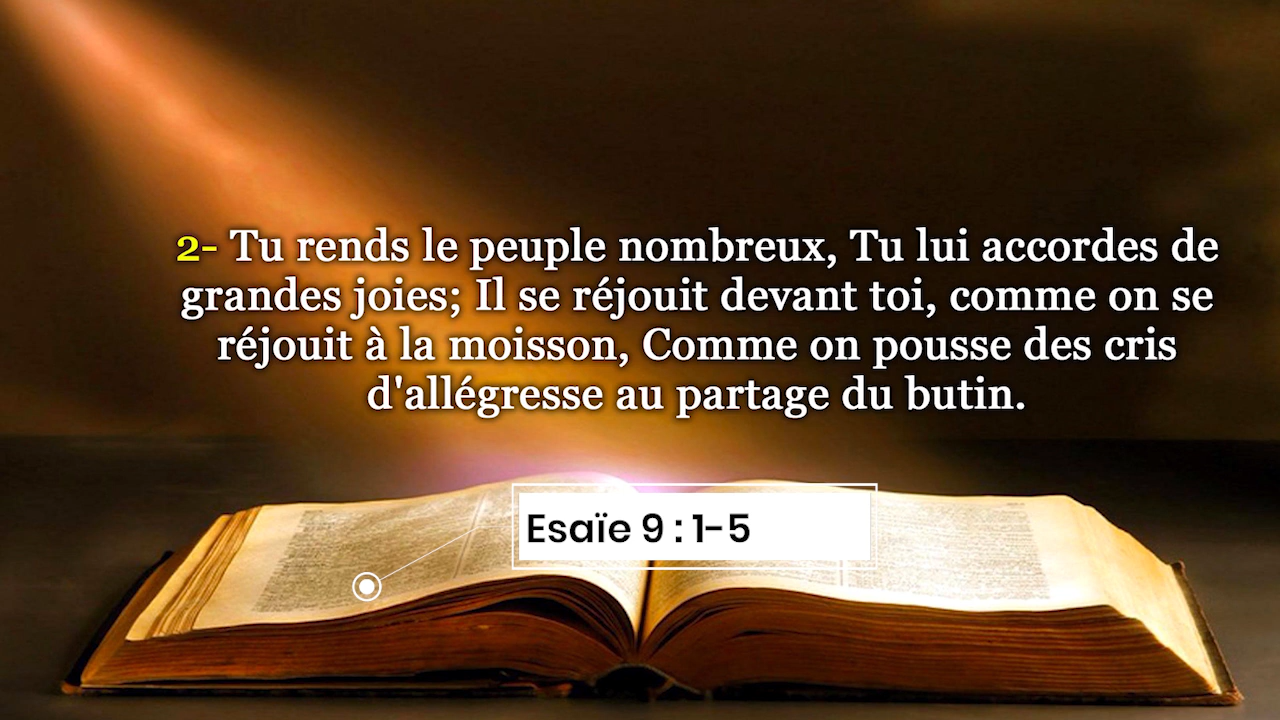 2- Tu rends le peuple nombreux, Tu lui accordes de
grandes joies; Il se réjouit devant toi, comme on se
réjouit à la moisson, Comme on pousse des cris
d'allégresse au partage du butin.
Esaïe 9 : 1-5